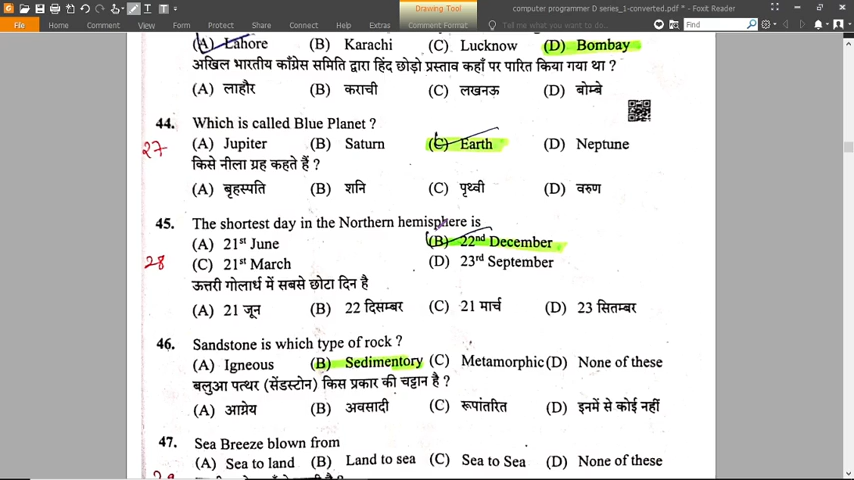 Drawing Tool
computer programmer D series_1-converted.pdf * - Foxit Reader
File Home Comment View Form Protect Share Connect Help Extras Comment Format Tell me what you want to do... Find
(A) Lahore (B) Karachi (C) Lucknow (D) Bombay
अखिल भारतीय काँग्रेस समिति द्वारा हिंद छोड़ो प्रस्ताव कहाँ पर पारित किया गया था ?
(A) लाहौर (B) कराची (C) लखनऊ (D) बोम्बे
44. Which is called Blue Planet ?
27 (A) Jupiter (B) Saturn (C) Earth (D) Neptune
किसे नीला ग्रह कहते हैं ?
(A) बृहस्पति (B) शनि (C) पृथ्वी (D) वरुण
45. The shortest day in the Northern hemisphere is
(A) 21st June (B) 22nd December
28 (C) 21st March (D) 23rd September
ऊत्तरी गोलार्ध में सबसे छोटा दिन है
(A) 21 जून (B) 22 दिसम्बर (C) 21 मार्च (D) 23 सितम्बर
46. Sandstone is which type of rock ?
(A) Igneous (B) Sedimentory (C) Metamorphic (D) None of these
बलुआ पत्थर (सेंडस्टोन) किस प्रकार की चट्टान है ?
(A) आग्नेय (B) अवसादी (C) रूपांतरित (D) इनमें से कोई नहीं
47. Sea Breeze blown from
(A) Sea to land (B) Land to sea (C) Sea to Sea (D) None of these